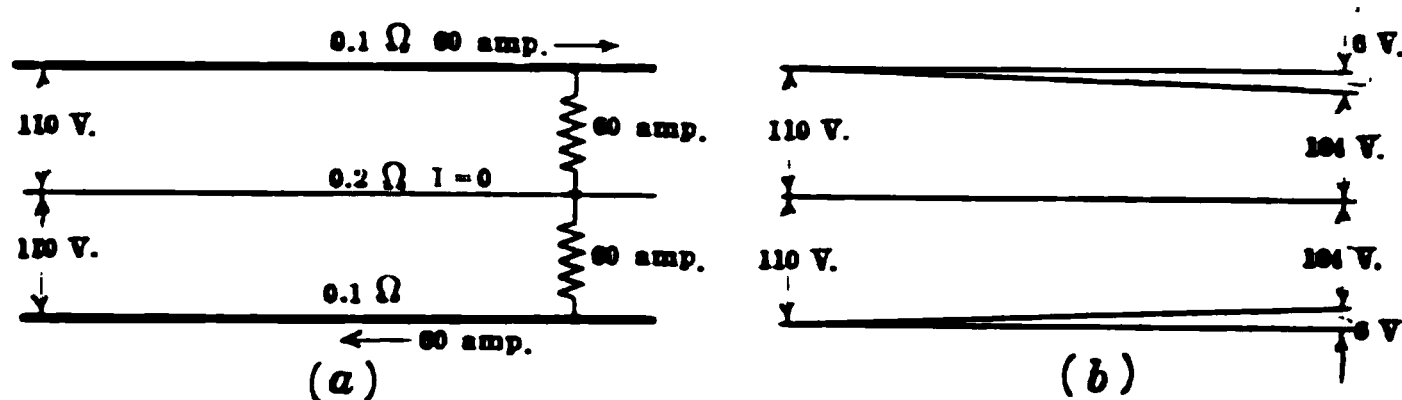 0.1 Ω 60 amp.
110 V.
60 amp.
0.2 Ω I = 0
110 V.
60 amp.
0.1 Ω
60 amp.
(a)
6 V.
110 V.
104 V.
110 V.
104 V.
6 V
(b)